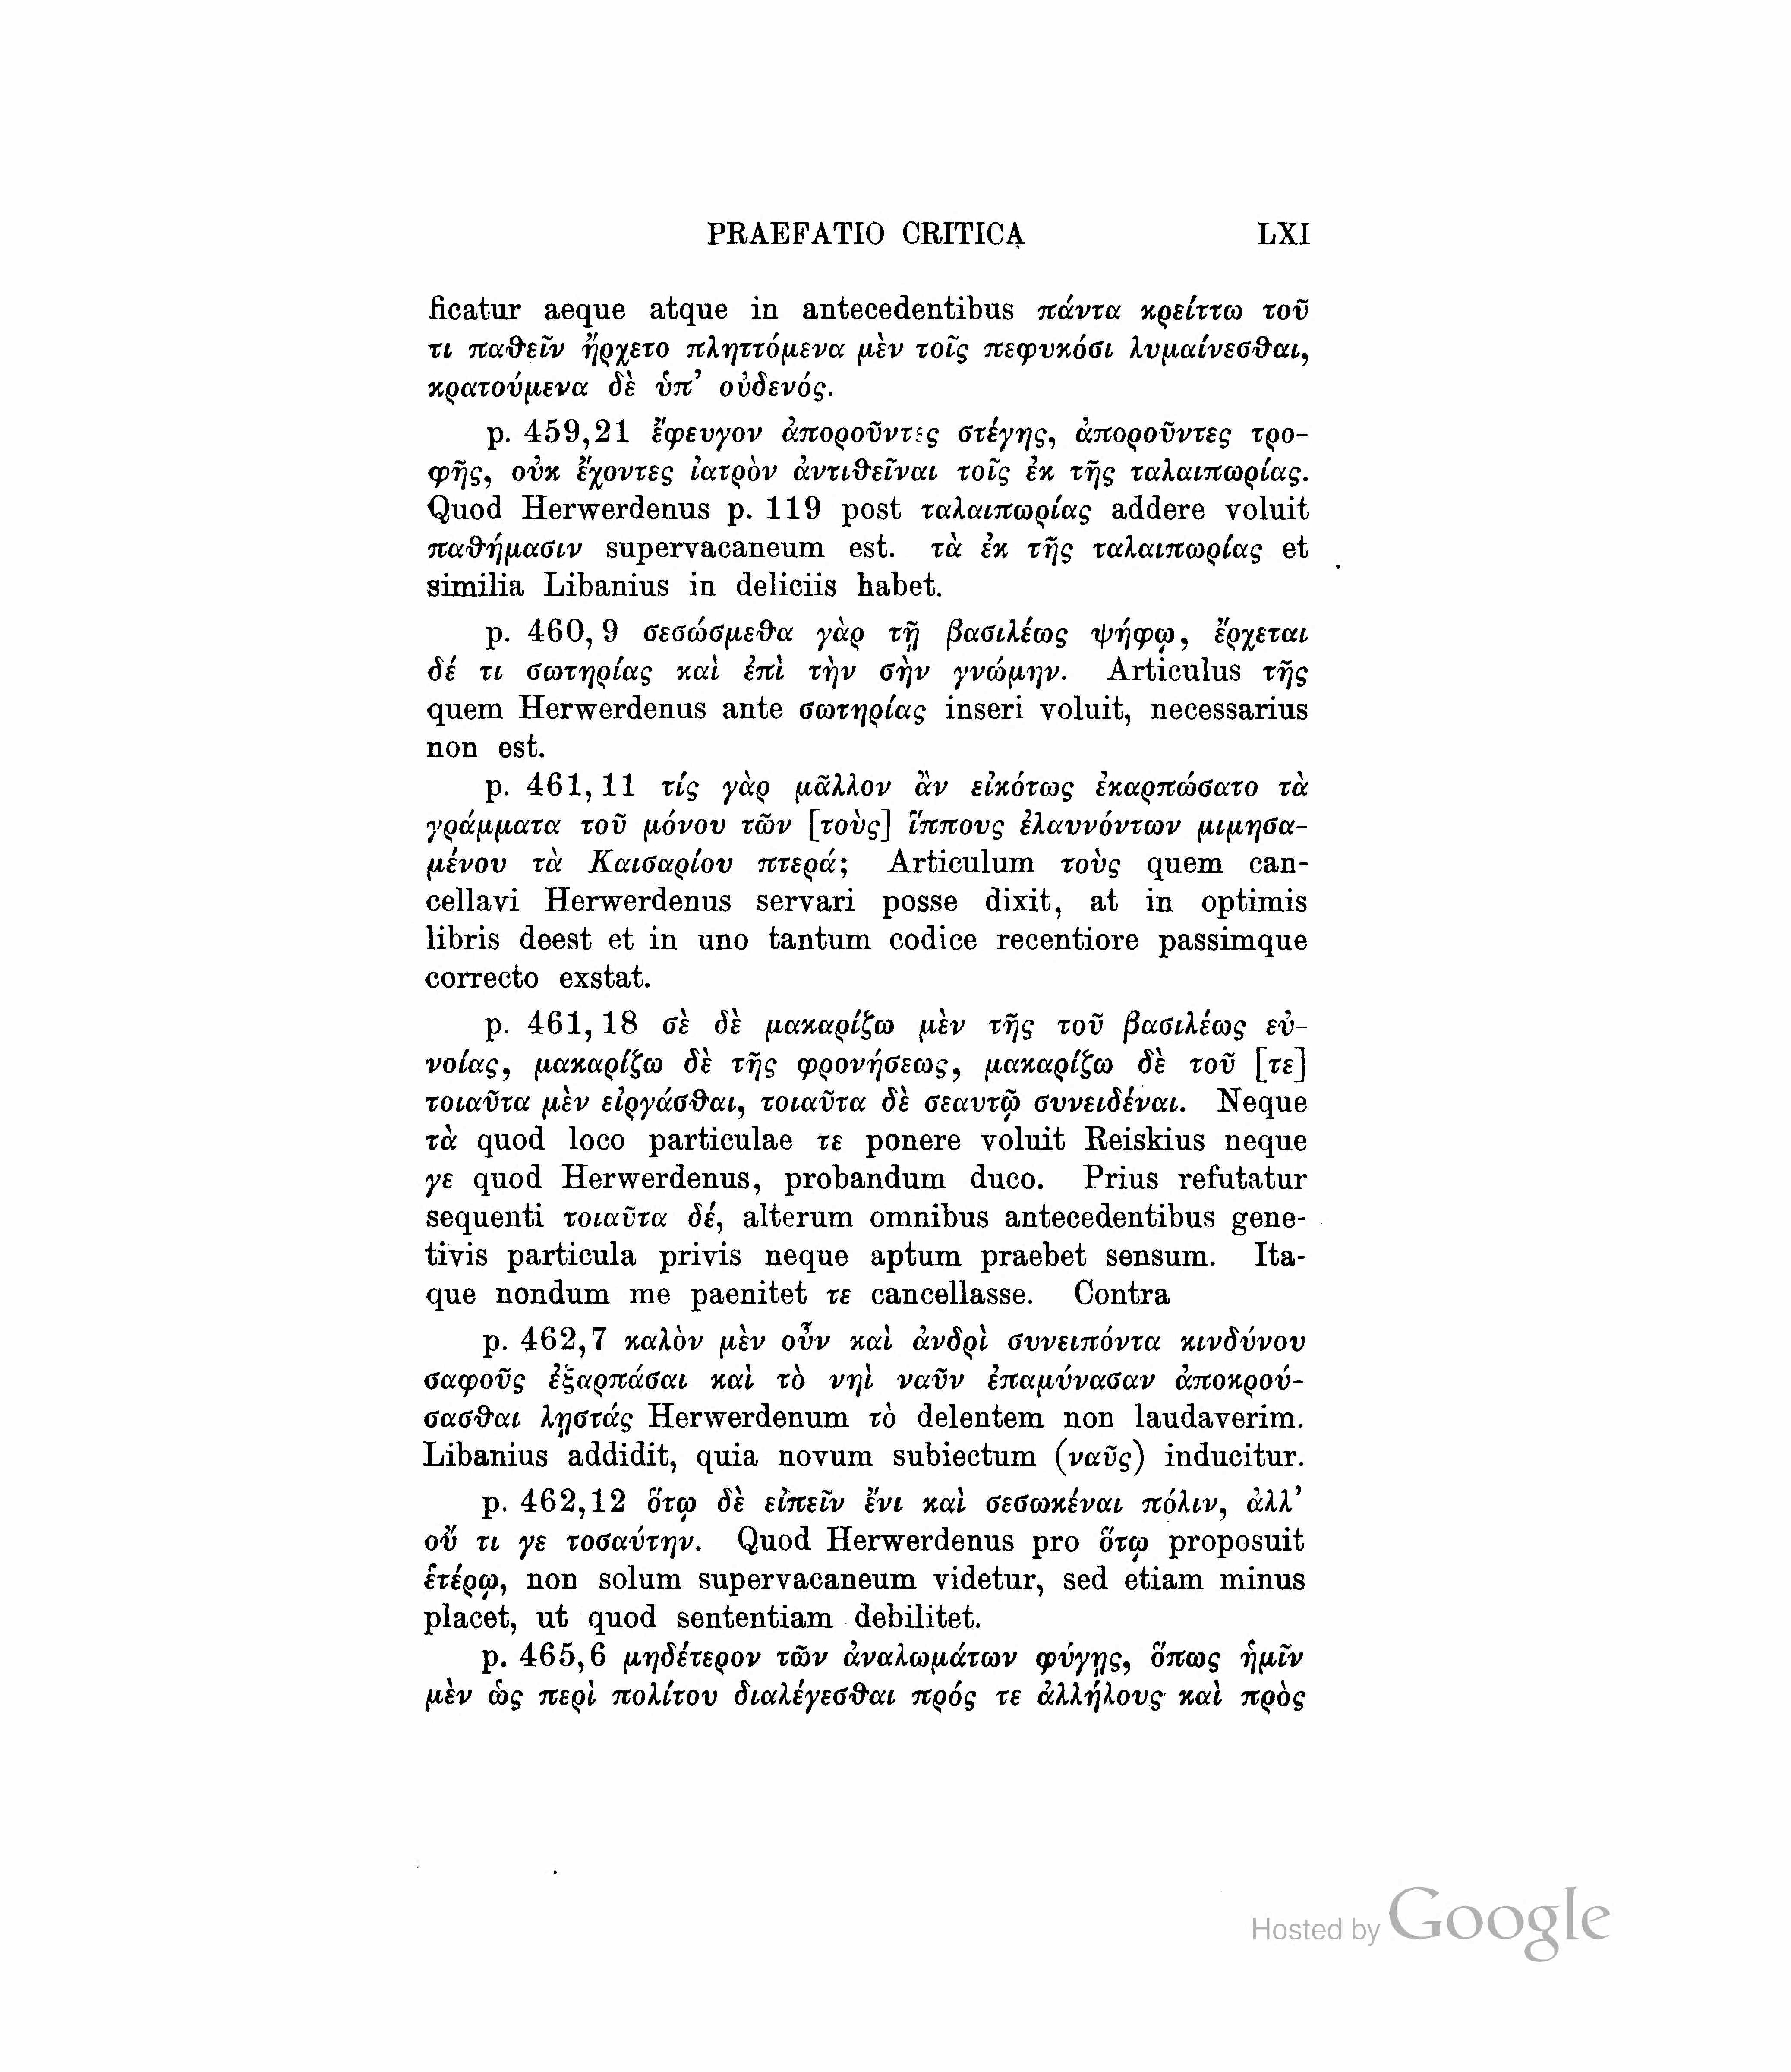 PRAEFATIO CRITICA LXI
ficatur aeque atque in antecedentibus πάντα κρείττω τοῦ
τι παθεῖν ἤρχετο πληττόμενα μὲν τοῖς πεφυκόσι λυμαίνεσθαι,
κρατούμενα δὲ ὑπ’ οὐδενός.
p. 459,21 ἔφευγον ἀποροῦντες στέγης, ἀποροῦντες τρο-
φῆς, οὐκ ἔχοντες ἰατρὸν ἀντιθεῖναι τοῖς ἐκ τῆς ταλαιπωρίας.
Quod Herwerdenus p. 119 post ταλαιπωρίας addere voluit
παθήμασιν supervacaneum est. τὰ ἐκ τῆς ταλαιπωρίας et
similia Libanius in deliciis habet.
p. 460, 9 σεσώσμεθα γὰρ τῇ βασιλέως ψήφῳ, ἔρχεται
δέ τι σωτηρίας καὶ ἐπὶ τὴν σὴν γνώμην. Articulus τῆς
quem Herwerdenus ante σωτηρίας inseri voluit, necessarius
non est.
p. 461, 11 τίς γὰρ μᾶλλον ἂν εἰκότως ἐκαρπώσατο τὰ
γράμματα τοῦ μόνου τῶν [τοὺς] ἵππους ἐλαυνόντων μιμησα-
μένου τὰ Καισαρίου πτερά; Articulum τοὺς quem can-
cellavi Herwerdenus servari posse dixit, at in optimis
libris deest et in uno tantum codice recentiore passimque
correcto exstat.
p. 461, 18 σὲ δὲ μακαρίζω μὲν τῆς τοῦ βασιλέως εὐ-
νοίας, μακαρίζω δὲ τῆς φρονήσεως, μακαρίζω δὲ τοῦ [τε]
τοιαῦτα μὲν εἰργάσθαι, τοιαῦτα δὲ σεαυτῷ συνειδέναι. Neque
τὰ quod loco particulae τε ponere voluit Reiskius neque
γε quod Herwerdenus, probandum duco. Prius refutatur
sequenti τοιαῦτα δέ, alterum omnibus antecedentibus gene-
tivis particula privis neque aptum praebet sensum. Ita-
que nondum me paenitet τε cancellasse. Contra
p. 462,7 καλὸν μὲν οὖν καὶ ἀνδρὶ συνειπόντα κινδύνου
σαφοῦς ἐξαρπάσαι καὶ τὸ νηὶ ναῦν ἐπαμύνασαν ἀποκρού-
σασθαι λῃστάς Herwerdenum τὸ delentem non laudaverim.
Libanius addidit, quia novum subiectum (ναῦς) inducitur.
p. 462,12 ὅτῳ δὲ εἰπεῖν ἔνι καὶ σεσωκέναι πόλιν, ἀλλ’
οὔ τι γε τοσαύτην. Quod Herwerdenus pro ὅτῳ proposuit
ἑτέρῳ, non solum supervacaneum videtur, sed etiam minus
placet, ut quod sententiam debilitet.
p. 465,6 μηδέτερον τῶν ἀναλωμάτων φύγῃς, ὅπως ἡμῖν
μὲν ὡς περὶ πολίτου διαλέγεσθαι πρός τε ἀλλήλους καὶ πρὸς
Hosted by Google